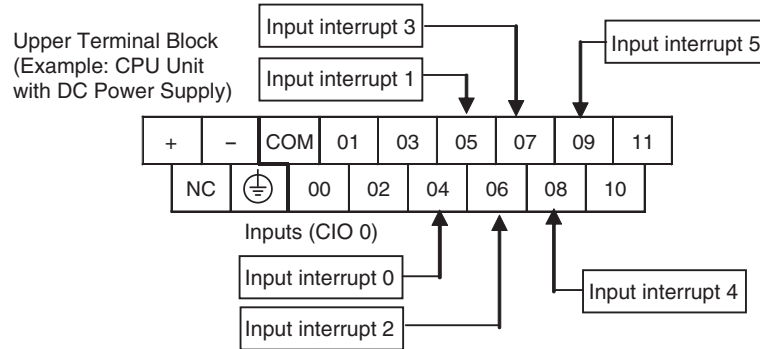 Upper Terminal Block
(Example: CPU Unit
with DC Power Supply)
Input interrupt 3
Input interrupt 1
Input interrupt 5
+ – COM 01 03 05 07 09 11
NC 00 02 04 06 08 10
Inputs (CIO 0)
Input interrupt 0
Input interrupt 2
Input interrupt 4